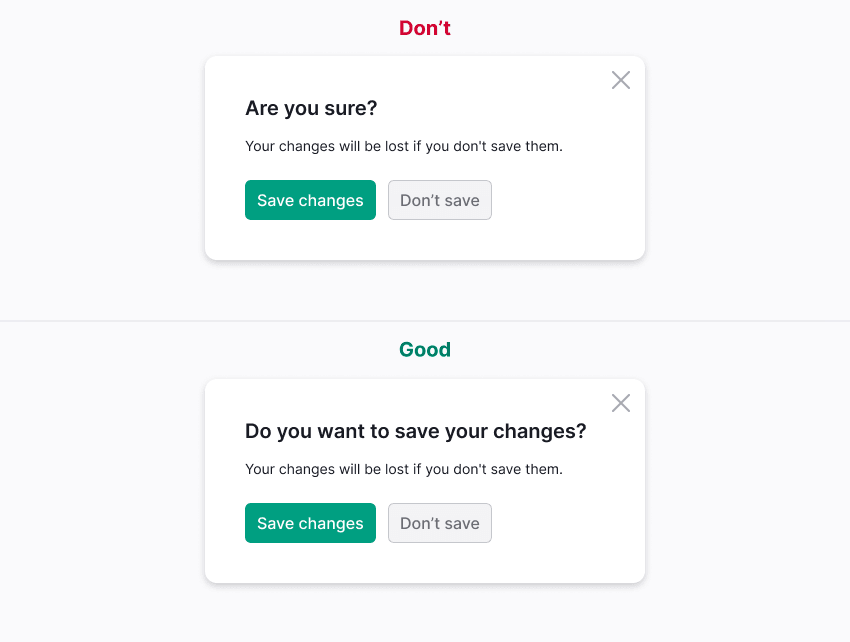 Don’t
Are you sure?
Your changes will be lost if you don't save them.
Save changes
Don’t save
Good
Do you want to save your changes?
Your changes will be lost if you don't save them.
Save changes
Don’t save